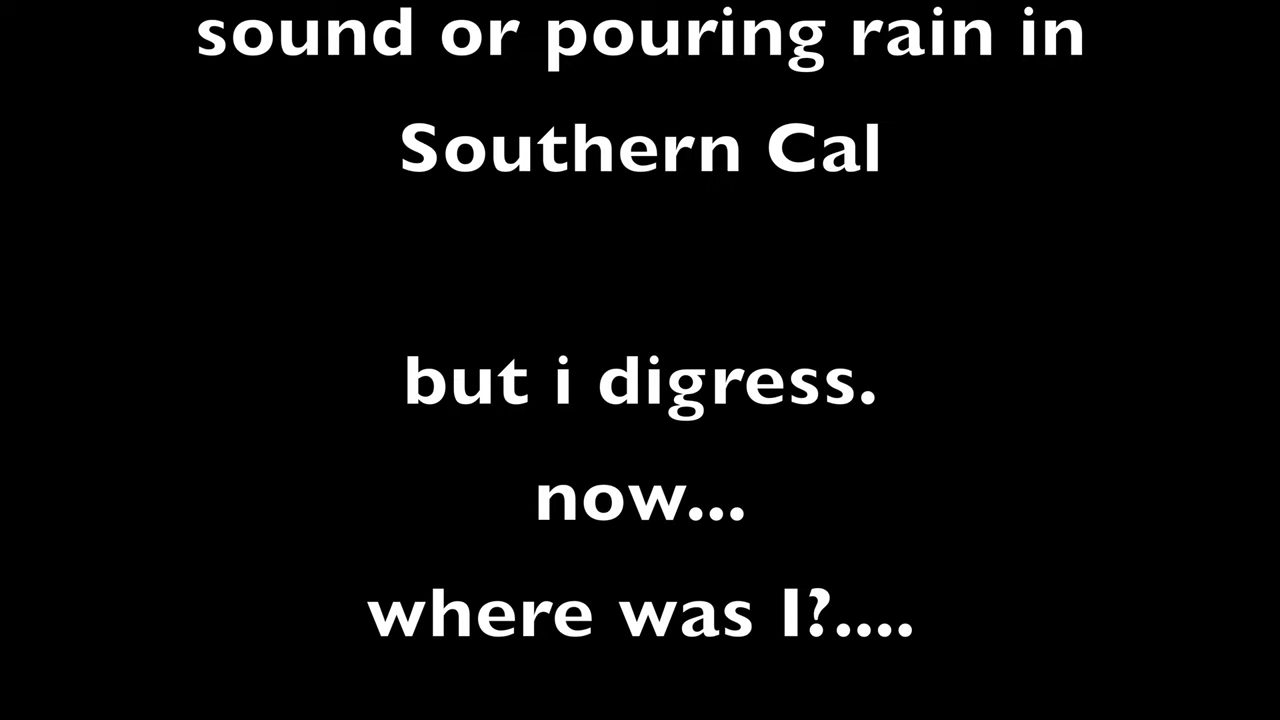 sound or pouring rain in
Southern Cal
but i digress.
now...
where was I?....